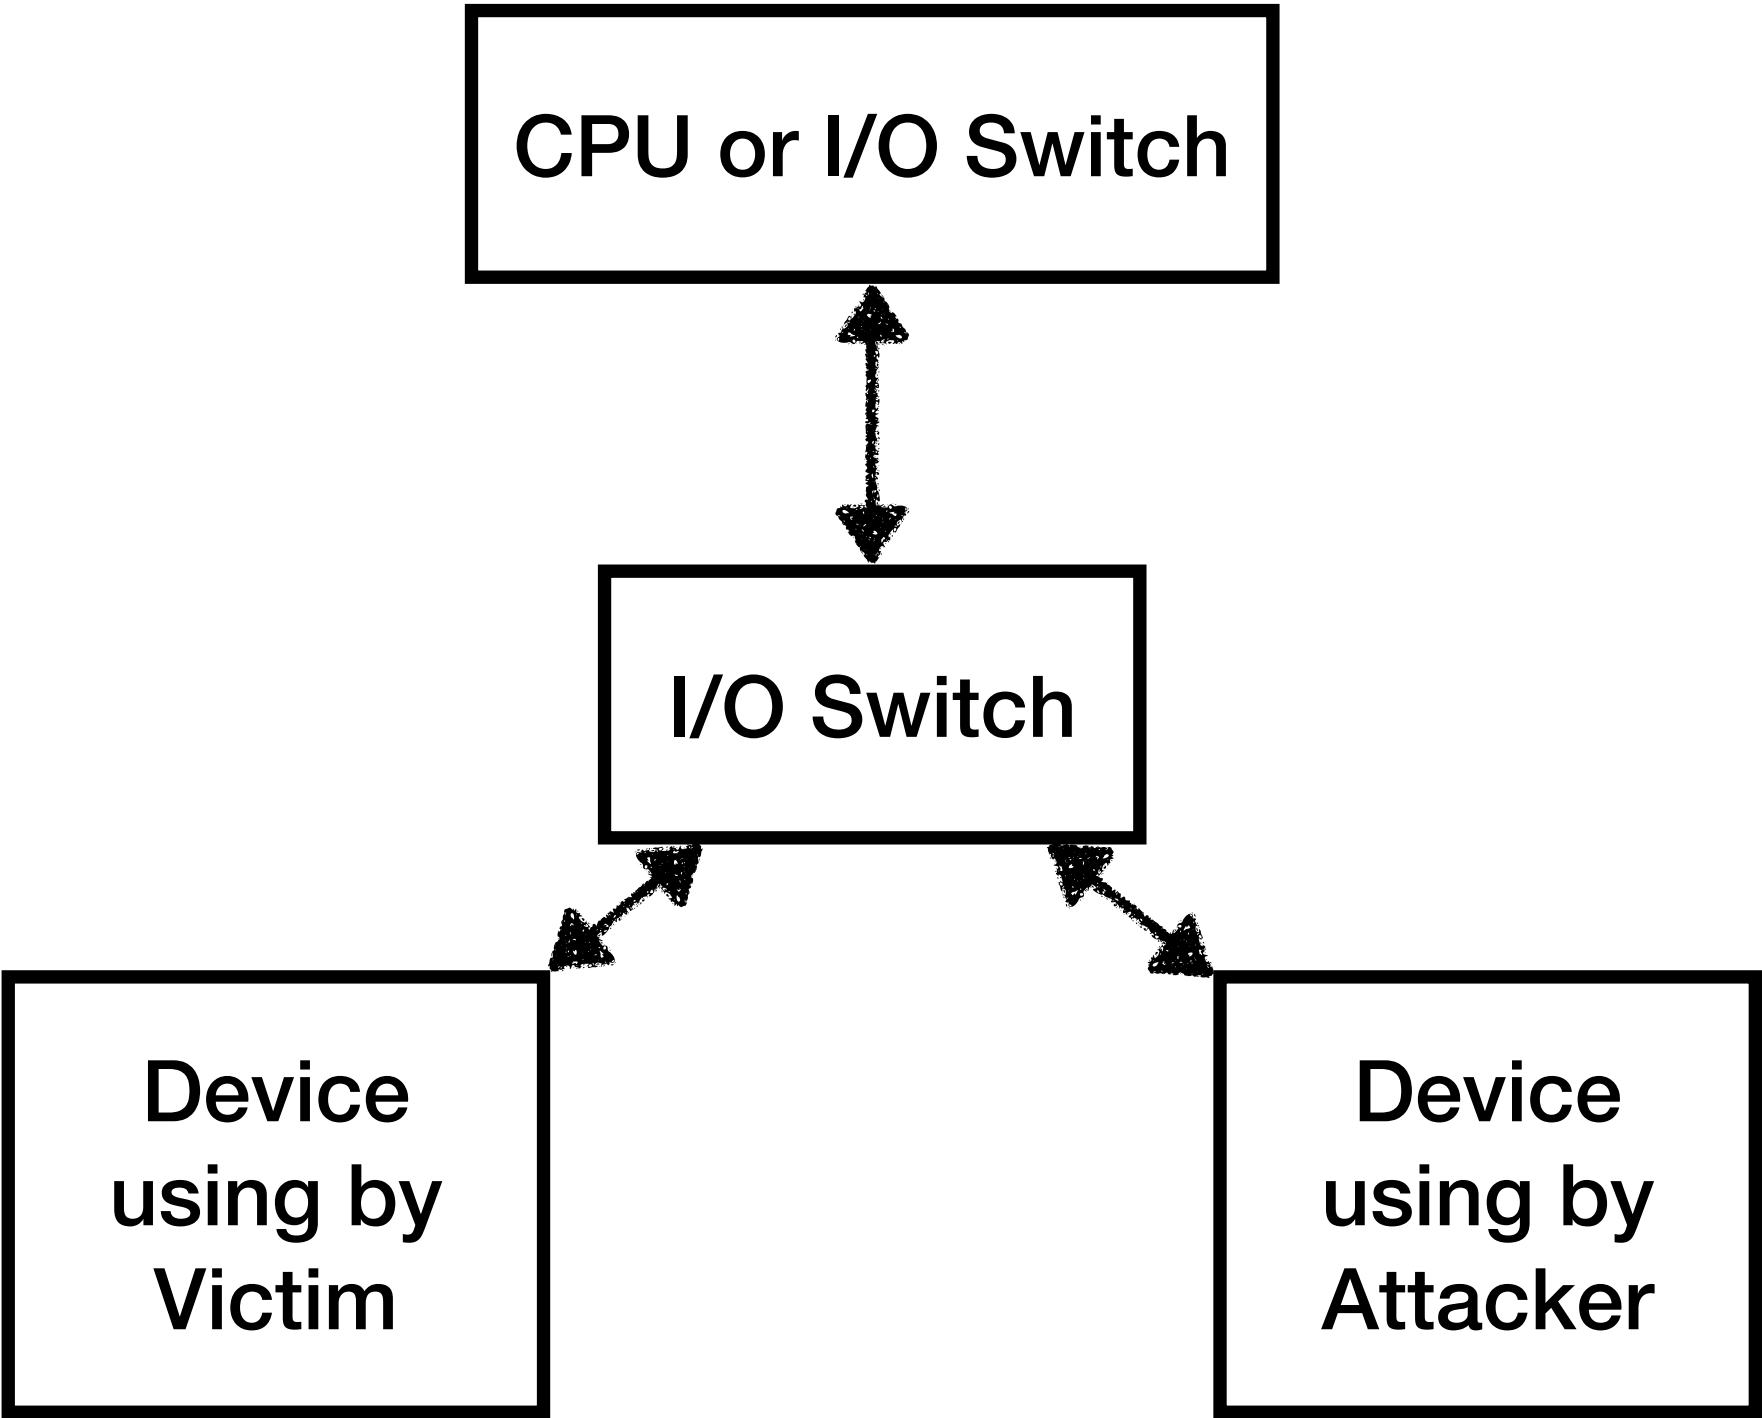 CPU or I/O Switch
I/O Switch
Device
using by
Victim
Device
using by
Attacker